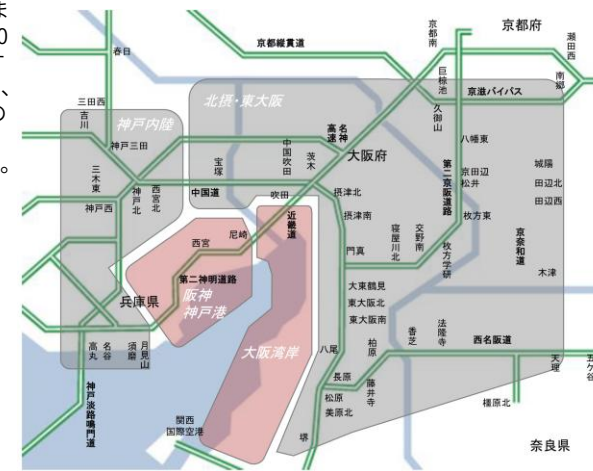 ま
0
す
、
の
。
京都府
京都南
瀬田西
京都縦貫道
春日
巨椋池
南郷
京滋バイパス
北摂・東大阪
三田西
吉川
久御山
神戸内陸
高速
名神
八幡東
神戸三田
中国吹田
茨木
大阪府
宝塚
第二京阪道路
城陽
三木東
京田辺
松井
田辺北
神戸北
西宮北
中国道
吹田
摂津北
田辺西
神戸西
近畿道
摂津南
枚方東
尼崎
西宮
寝屋川北
交野南
京奈和道
門真
枚方学研
木津
第二神明道路
大東鶴見
兵庫県
阪神
神戸港
東大阪北
東大阪南
香芝
法隆寺
西名阪道
高丸
名谷
須磨
月見山
大阪湾岸
八尾
柏原
天理
五ケ谷
長原
神戸淡路鳴門道
松原
藤井寺
美原北
橿原北
関西
国際空港
堺
奈良県